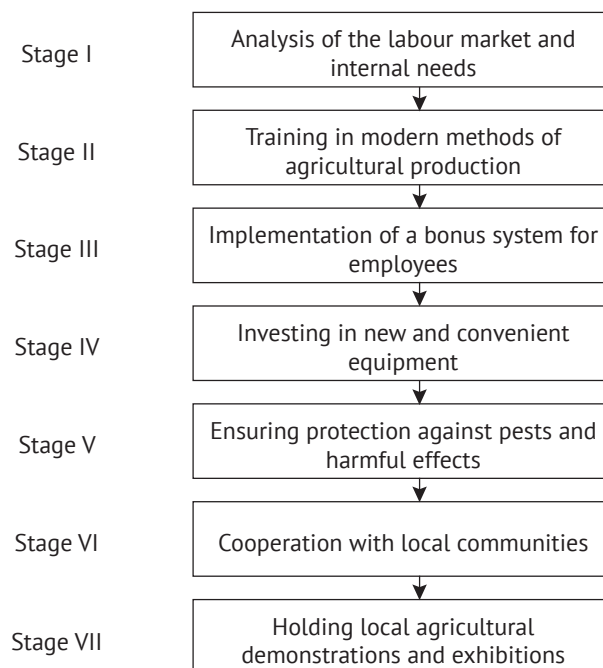 Stage I
Analysis of the labour market and
internal needs
Stage II
Training in modern methods of
agricultural production
Stage III
Implementation of a bonus system for
employees
Stage IV
Investing in new and convenient
equipment
Stage V
Ensuring protection against pests and
harmful effects
Stage VI
Cooperation with local communities
Stage VII
Holding local agricultural
demonstrations and exhibitions